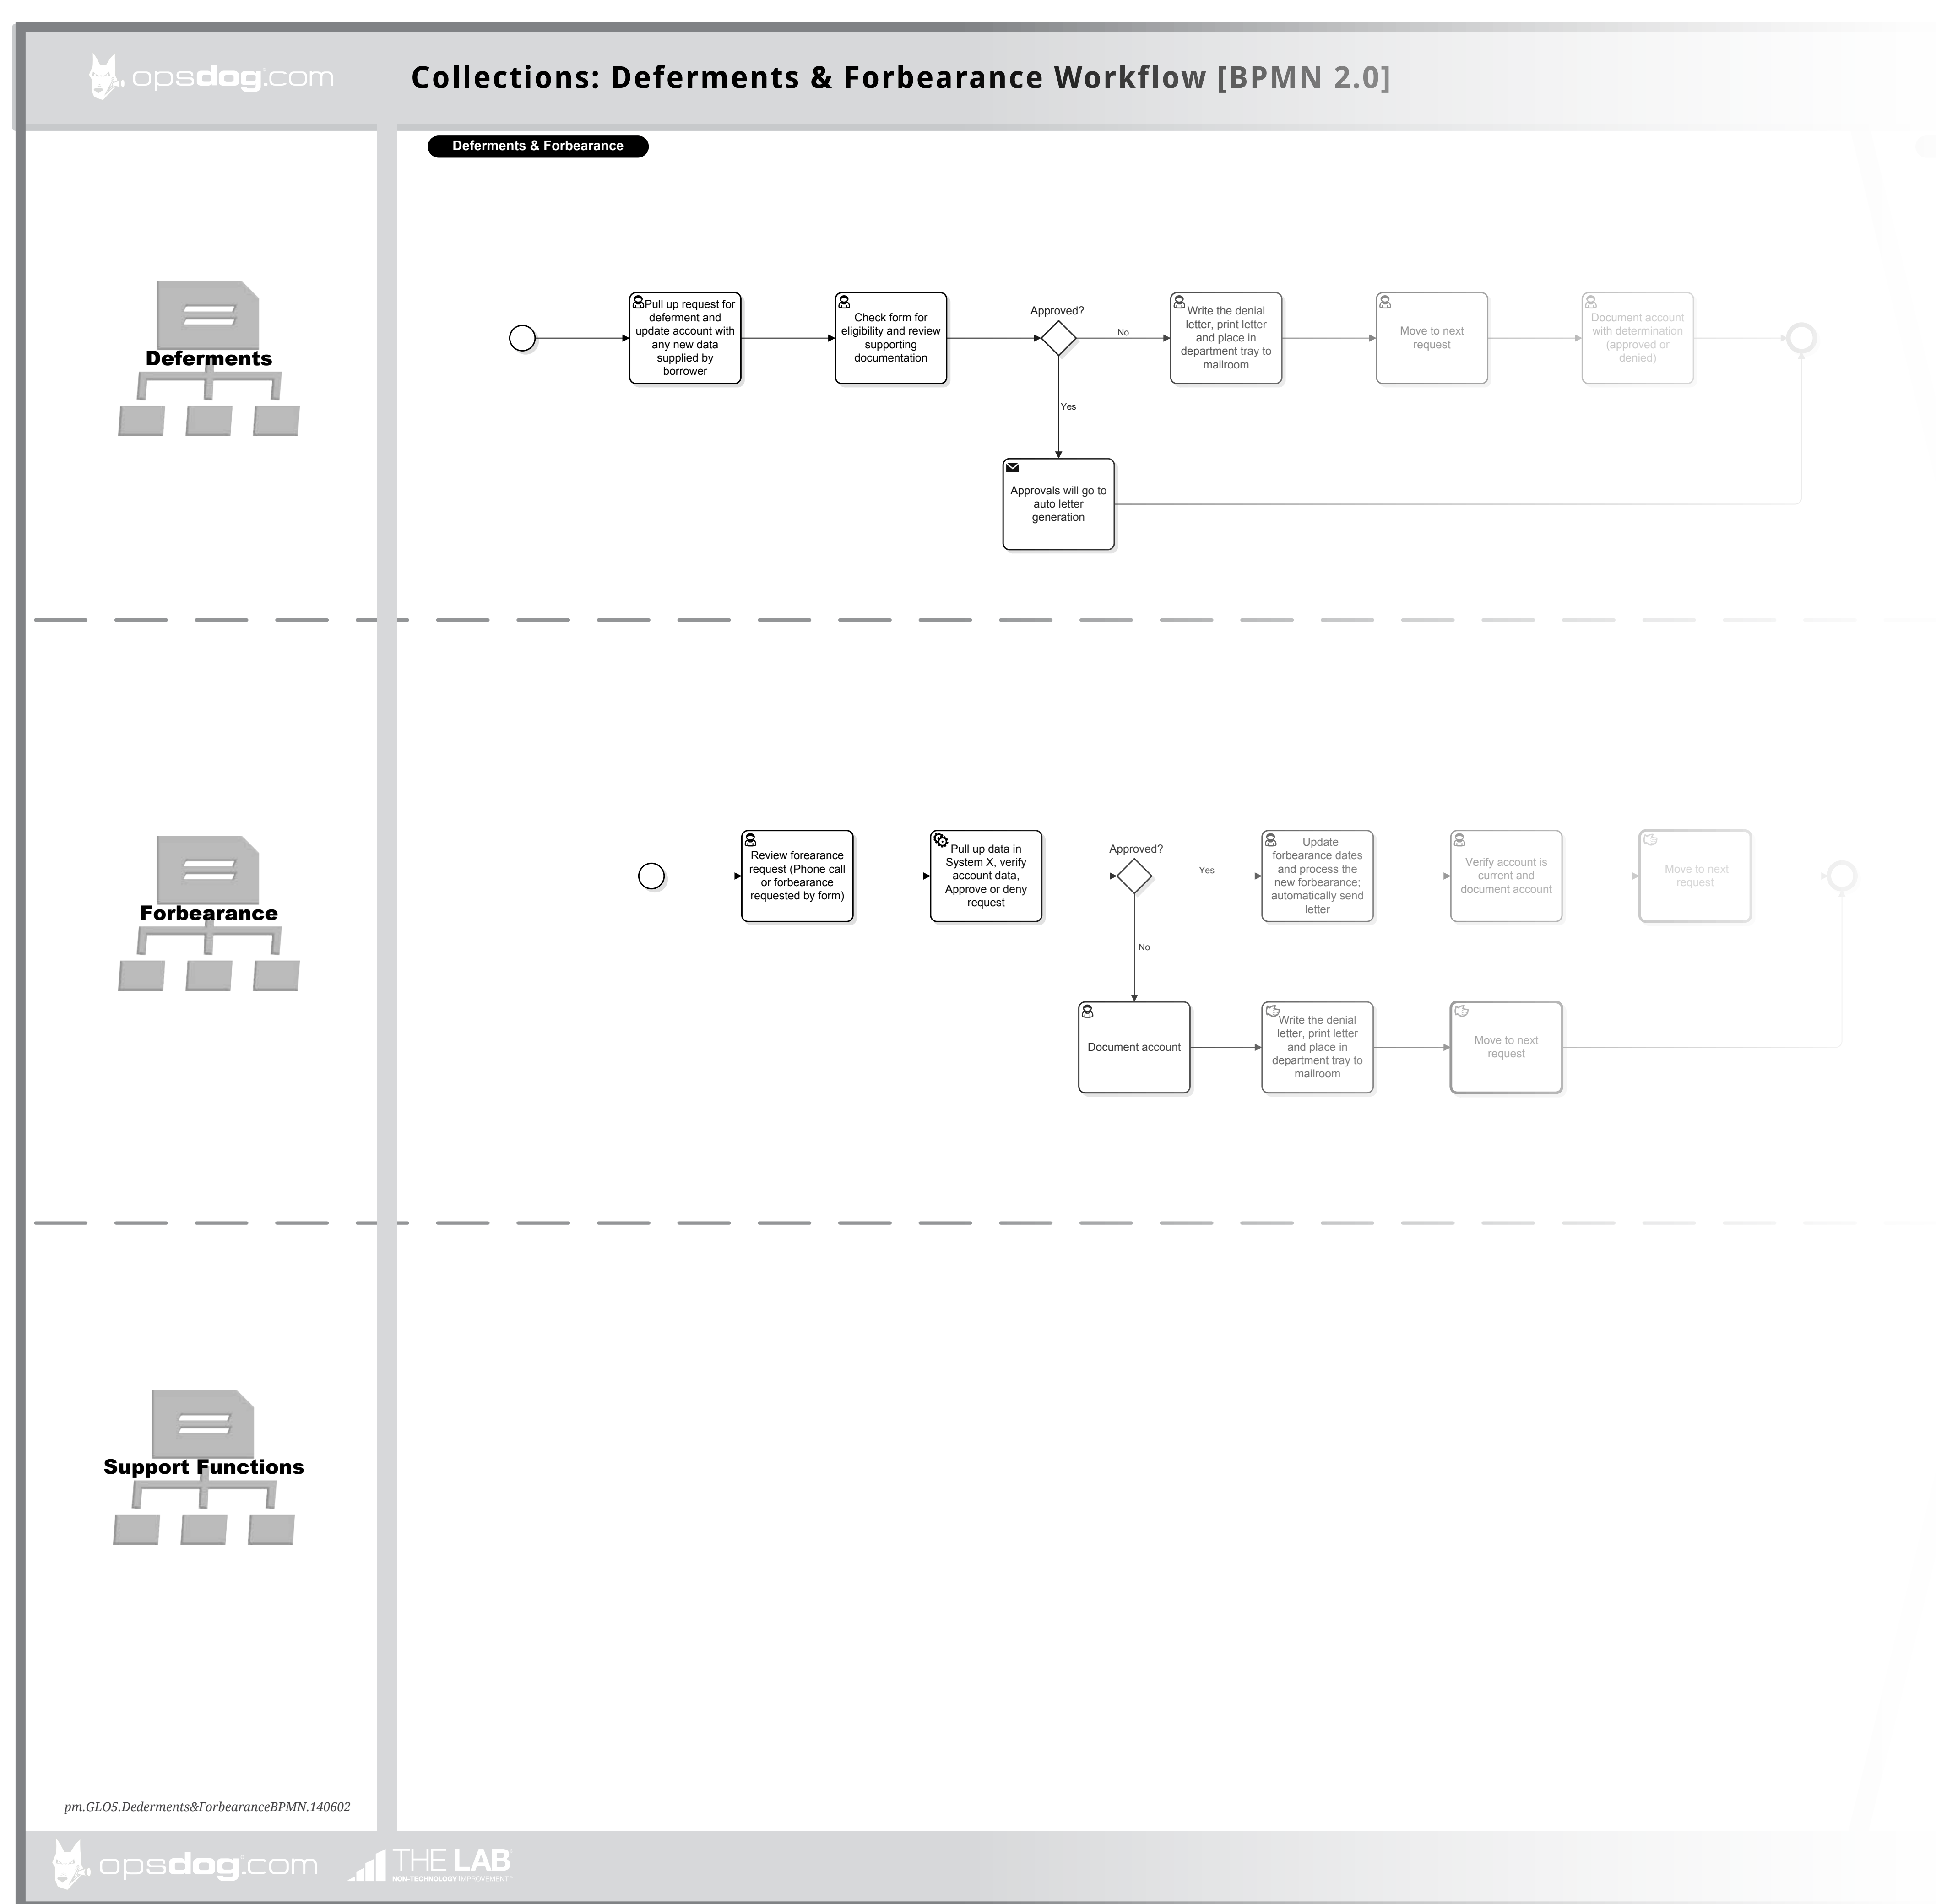 opsdog.com
Collections: Deferments & Forbearance Workflow [BPMN 2.0]
Deferments & Forbearance
Deferments
Pull up request for
deferment and
update account with
any new data
supplied by
borrower
Check form for
eligibility and review
supporting
documentation
Approved?
No
Write the denial
letter, print letter
and place in
department tray to
mailroom
Move to next
request
Document account
with determination
(approved or
denied)
Yes
Approvals will go to
auto letter
generation
Forbearance
Review forearance
request (Phone call
or forbearance
requested by form)
Pull up data in
System X, verify
account data,
Approve or deny
request
Approved?
Yes
Update
forbearance dates
and process the
new forbearance;
automatically send
letter
Verify account is
current and
document account
Move to next
request
No
Document account
Write the denial
letter, print letter
and place in
department tray to
mailroom
Move to next
request
Support Functions
pm.GLO5.Dederments&ForbearanceBPMN.140602
opsdog.com
THE LAB
NON-TECHNOLOGY IMPROVEMENT